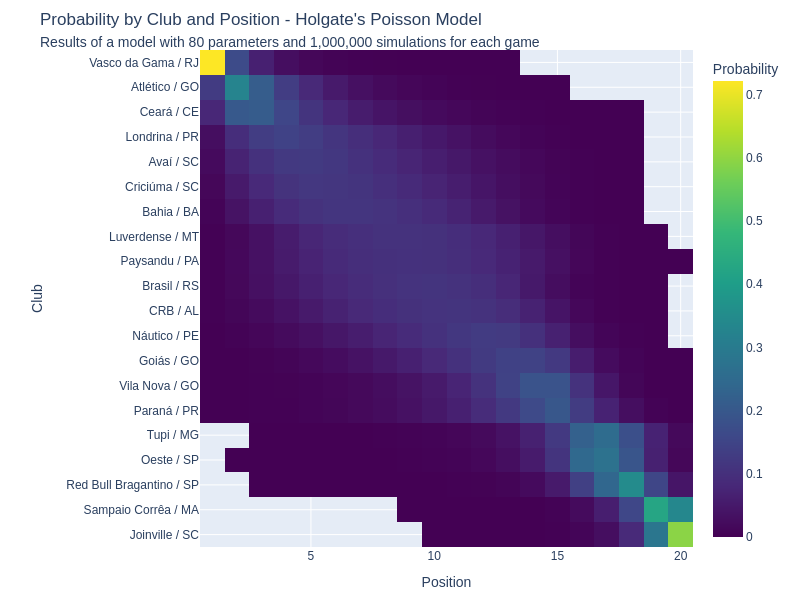 Probability by Club and Position - Holgate's Poisson Model
Results of a model with 80 parameters and 1,000,000 simulations for each game
Probability
Vasco da Gama / RJ
Atlético / GO
Ceará / CE
Londrina / PR
Avaí / SC
Criciúma / SC
Bahia / BA
Luverdense / MT
Paysandu / PA
Brasil / RS
CRB / AL
Náutico / PE
Goiás / GO
Vila Nova / GO
Paraná / PR
Tupi / MG
Oeste / SP
Red Bull Bragantino / SP
Sampaio Corrêa / MA
Joinville / SC
Club
5
10
15
20
Position
0.7
0.6
0.5
0.4
0.3
0.2
0.1
0